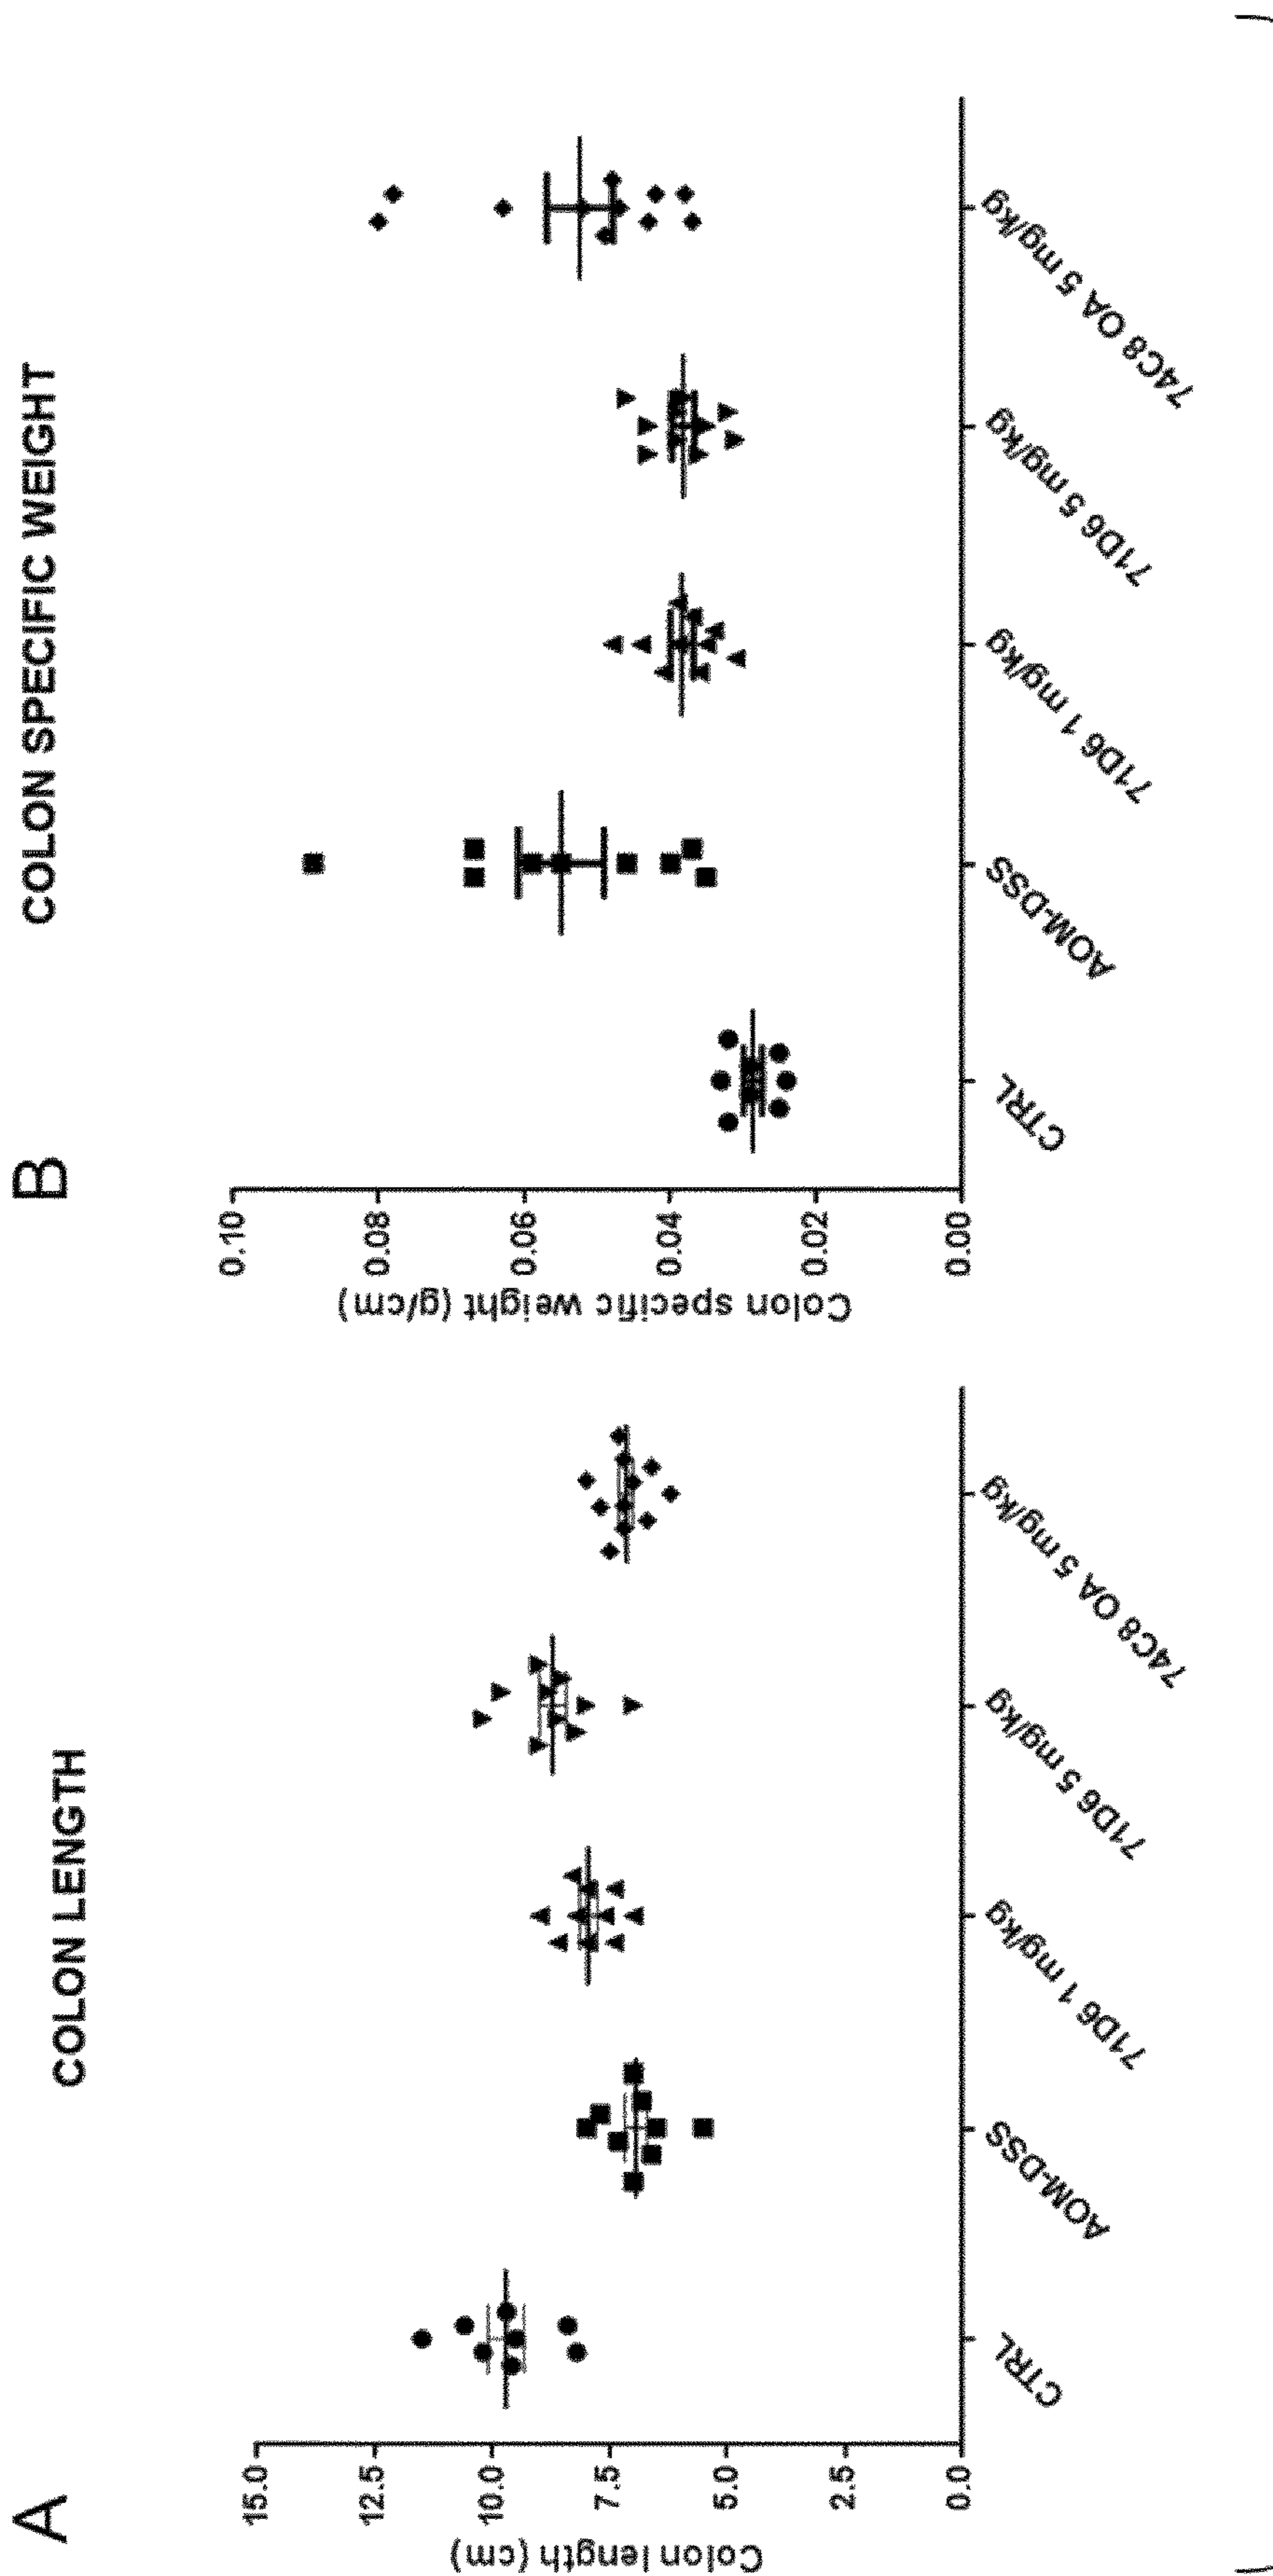 A
COLON LENGTH
Colon length (cm)
15.0
12.5
10.0
7.5
5.0
2.5
0.0
CTRL
AOM-DSS
71D6 1 mg/kg
71D6 5 mg/kg
74C8 OA 5 mg/kg
B
COLON SPECIFIC WEIGHT
Colon specific weight (g/cm)
0.10
0.08
0.06
0.04
0.02
0.00
CTRL
AOM-DSS
71D6 1 mg/kg
71D6 5 mg/kg
74C8 OA 5 mg/kg